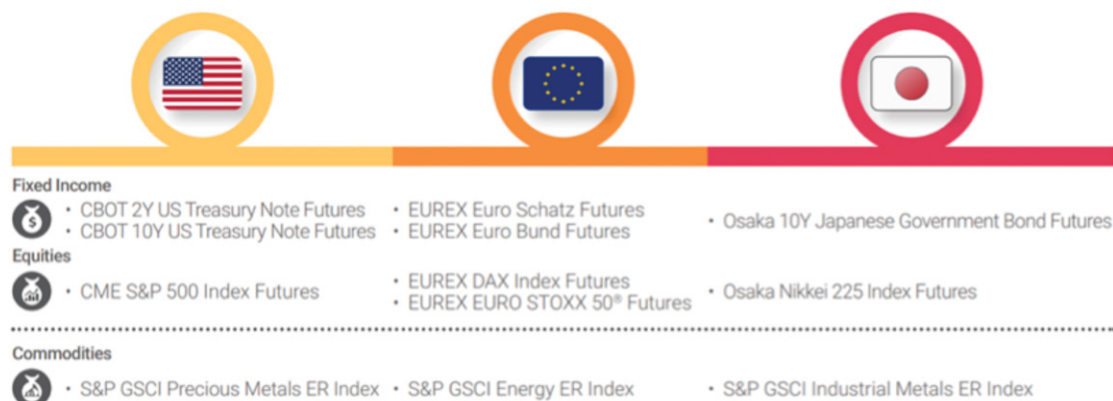 Fixed Income
• CBOT 2Y US Treasury Note Futures
• CBOT 10Y US Treasury Note Futures
• EUREX Euro Schatz Futures
• EUREX Euro Bund Futures
• Osaka 10Y Japanese Government Bond Futures
Equities
• CME S&P 500 Index Futures
• EUREX DAX Index Futures
• EUREX EURO STOXX 50® Futures
• Osaka Nikkei 225 Index Futures
Commodities
• S&P GSCI Precious Metals ER Index
• S&P GSCI Energy ER Index
• S&P GSCI Industrial Metals ER Index